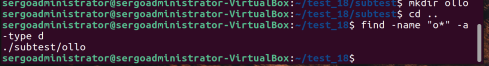 sergoadministrator@sergoadministrator-VirtualBox:~/test_18/subtest$ mkdir ollo
sergoadministrator@sergoadministrator-VirtualBox:~/test_18/subtest$ cd ..
sergoadministrator@sergoadministrator-VirtualBox:~/test_18$ find -name "o*" -a
-type d
./subtest/ollo
sergoadministrator@sergoadministrator-VirtualBox:~/test_18$